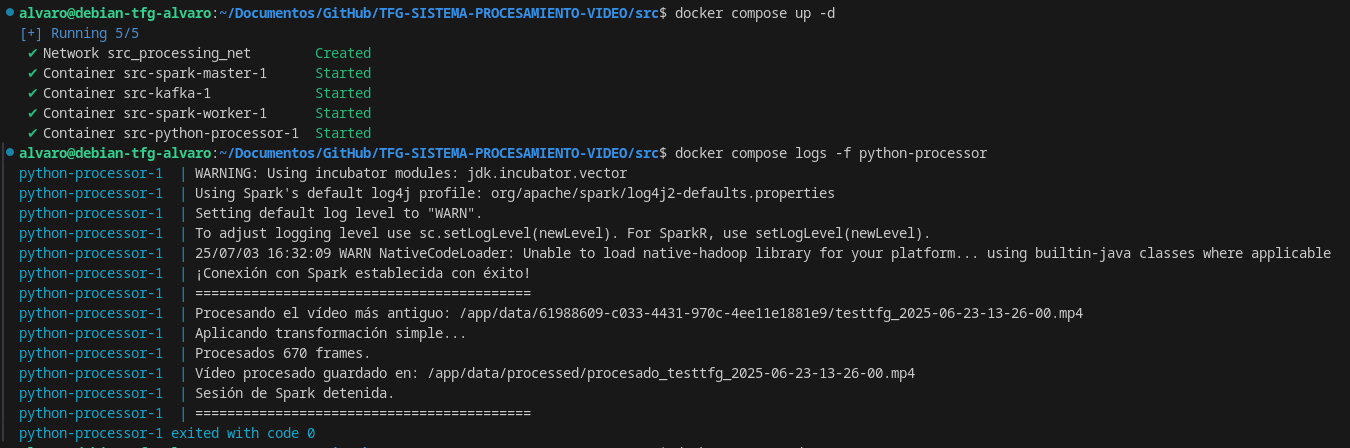 alvaro@debian-tfg-alvaro:~/Documentos/GitHub/TFG-SISTEMA-PROCESAMIENTO-VIDEO/src$ docker compose up -d
[+] Running 5/5
✔ Network src_processing_net Created
✔ Container src-spark-master-1 Started
✔ Container src-kafka-1 Started
✔ Container src-spark-worker-1 Started
✔ Container src-python-processor-1 Started
alvaro@debian-tfg-alvaro:~/Documentos/GitHub/TFG-SISTEMA-PROCESAMIENTO-VIDEO/src$ docker compose logs -f python-processor
python-processor-1 | WARNING: Using incubator modules: jdk.incubator.vector
python-processor-1 | Using Spark's default log4j profile: org/apache/spark/log4j2-defaults.properties
python-processor-1 | Setting default log level to "WARN".
python-processor-1 | To adjust logging level use sc.setLogLevel(newLevel). For SparkR, use setLogLevel(newLevel).
python-processor-1 | 25/07/03 16:32:09 WARN NativeCodeLoader: Unable to load native-hadoop library for your platform... using builtin-java classes where applicable
python-processor-1 | ¡Conexión con Spark establecida con éxito!
python-processor-1 | ==========================================
python-processor-1 | Procesando el vídeo más antiguo: /app/data/61988609-c033-4431-970c-4ee11e1881e9/testtfg_2025-06-23-13-26-00.mp4
python-processor-1 | Aplicando transformación simple...
python-processor-1 | Procesados 670 frames.
python-processor-1 | Vídeo procesado guardado en: /app/data/processed/procesado_testtfg_2025-06-23-13-26-00.mp4
python-processor-1 | Sesión de Spark detenida.
python-processor-1 | ==========================================
python-processor-1 exited with code 0